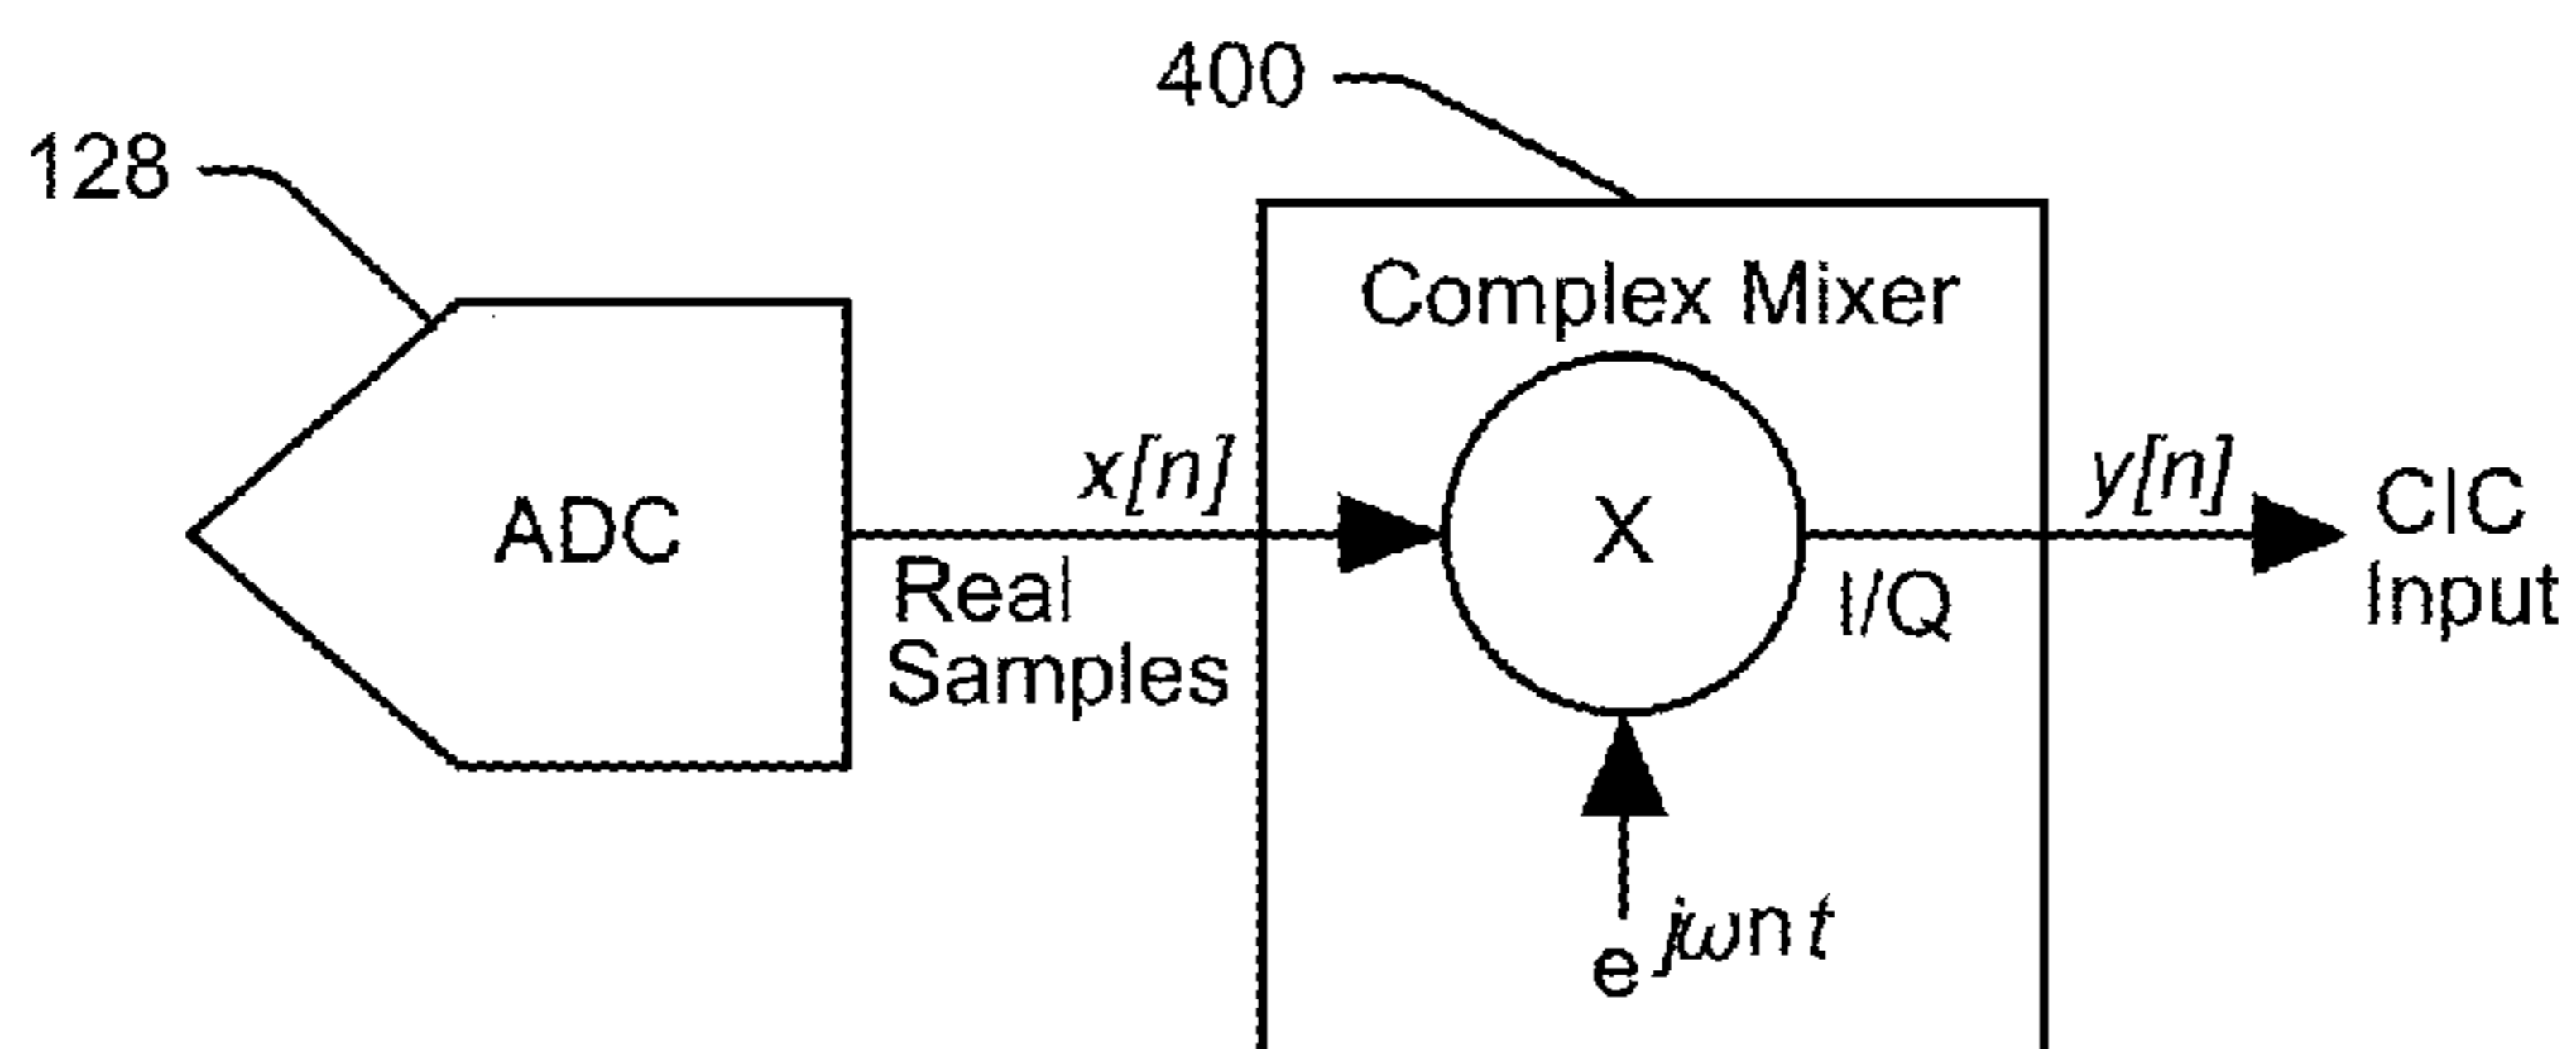 400
128
Complex Mixer
ADC
x[n]
Real
Samples
X
I/Q
y[n]
CIC
Input
e jωn t